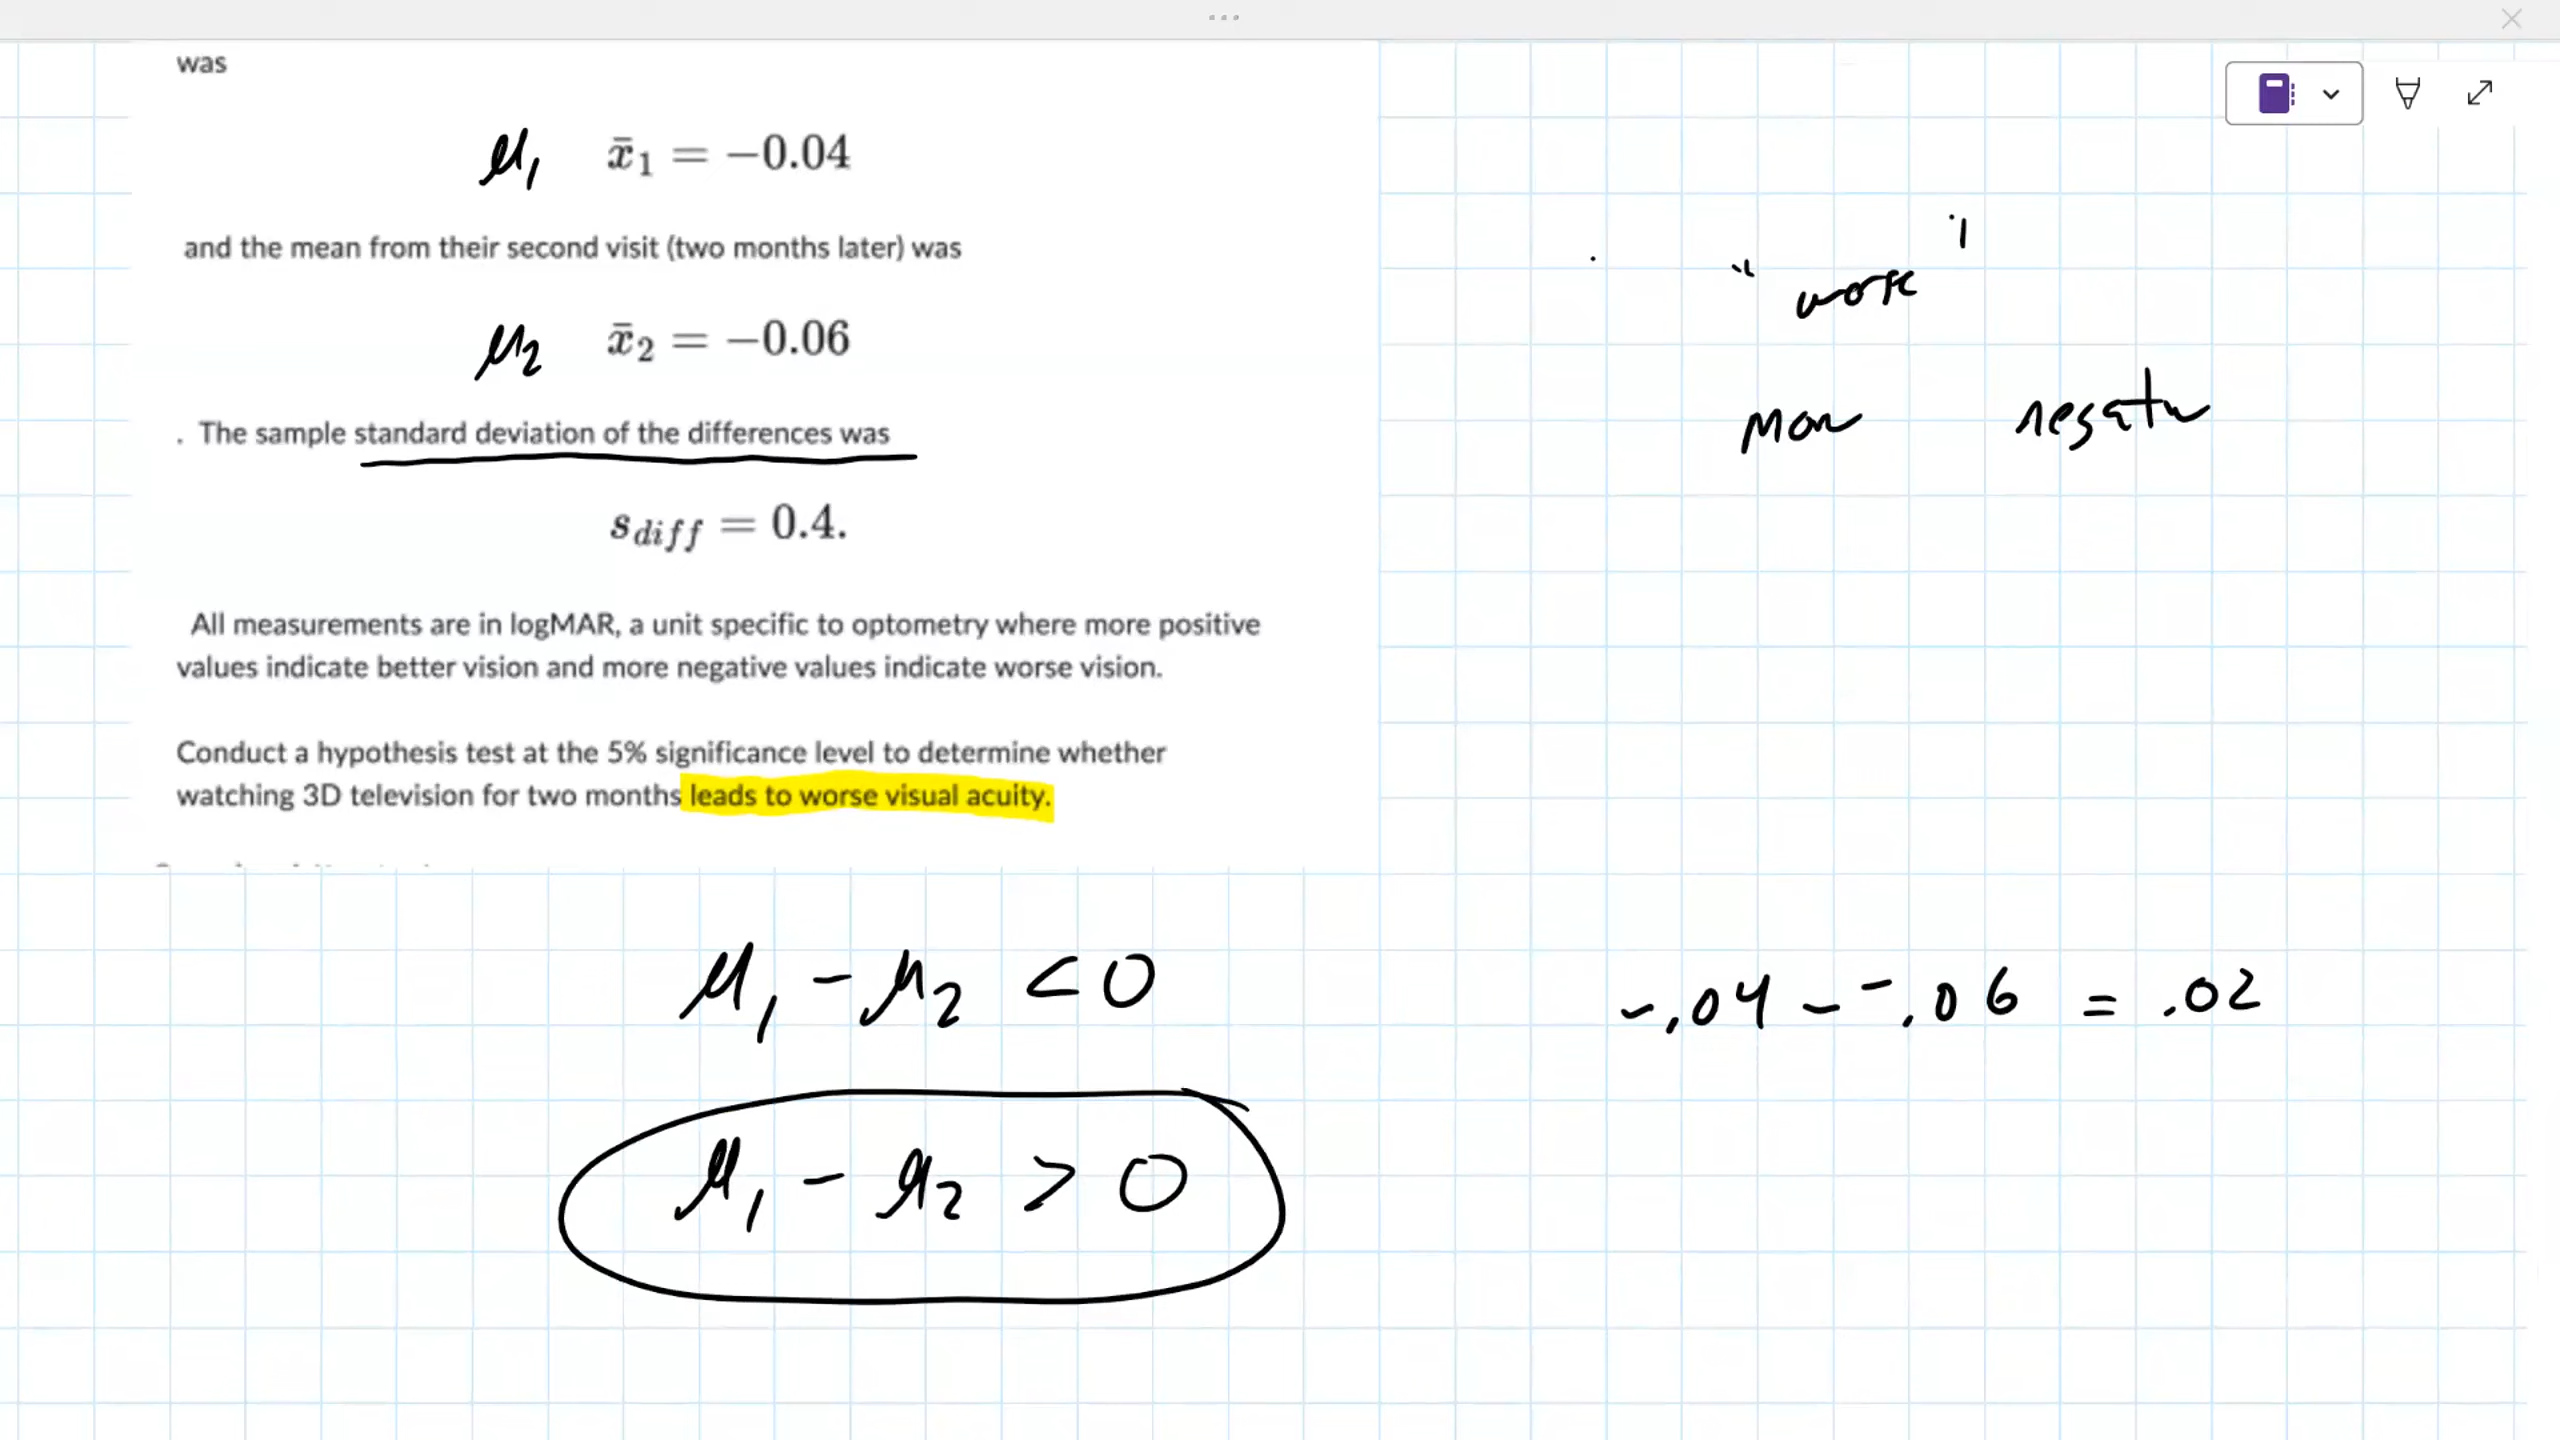 was
μ₁ x̄₁ = −0.04
and the mean from their second visit (two months later) was
μ₂ x̄₂ = −0.06
. The sample standard deviation of the differences was
s_diff = 0.4.
All measurements are in logMAR, a unit specific to optometry where more positive
values indicate better vision and more negative values indicate worse vision.
Conduct a hypothesis test at the 5% significance level to determine whether
watching 3D television for two months leads to worse visual acuity.
μ₁ − μ₂ < 0
μ₁ − μ₂ > 0
"worse"
more negative
-.04 - -.06 = .02